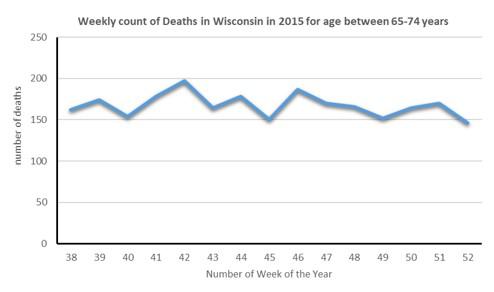 Weekly count of Deaths in Wisconsin in 2015 for age between 65-74 years
250
200
150
100
50
0
number of deaths
38 39 40 41 42 43 44 45 46 47 48 49 50 51 52
Number of Week of the Year